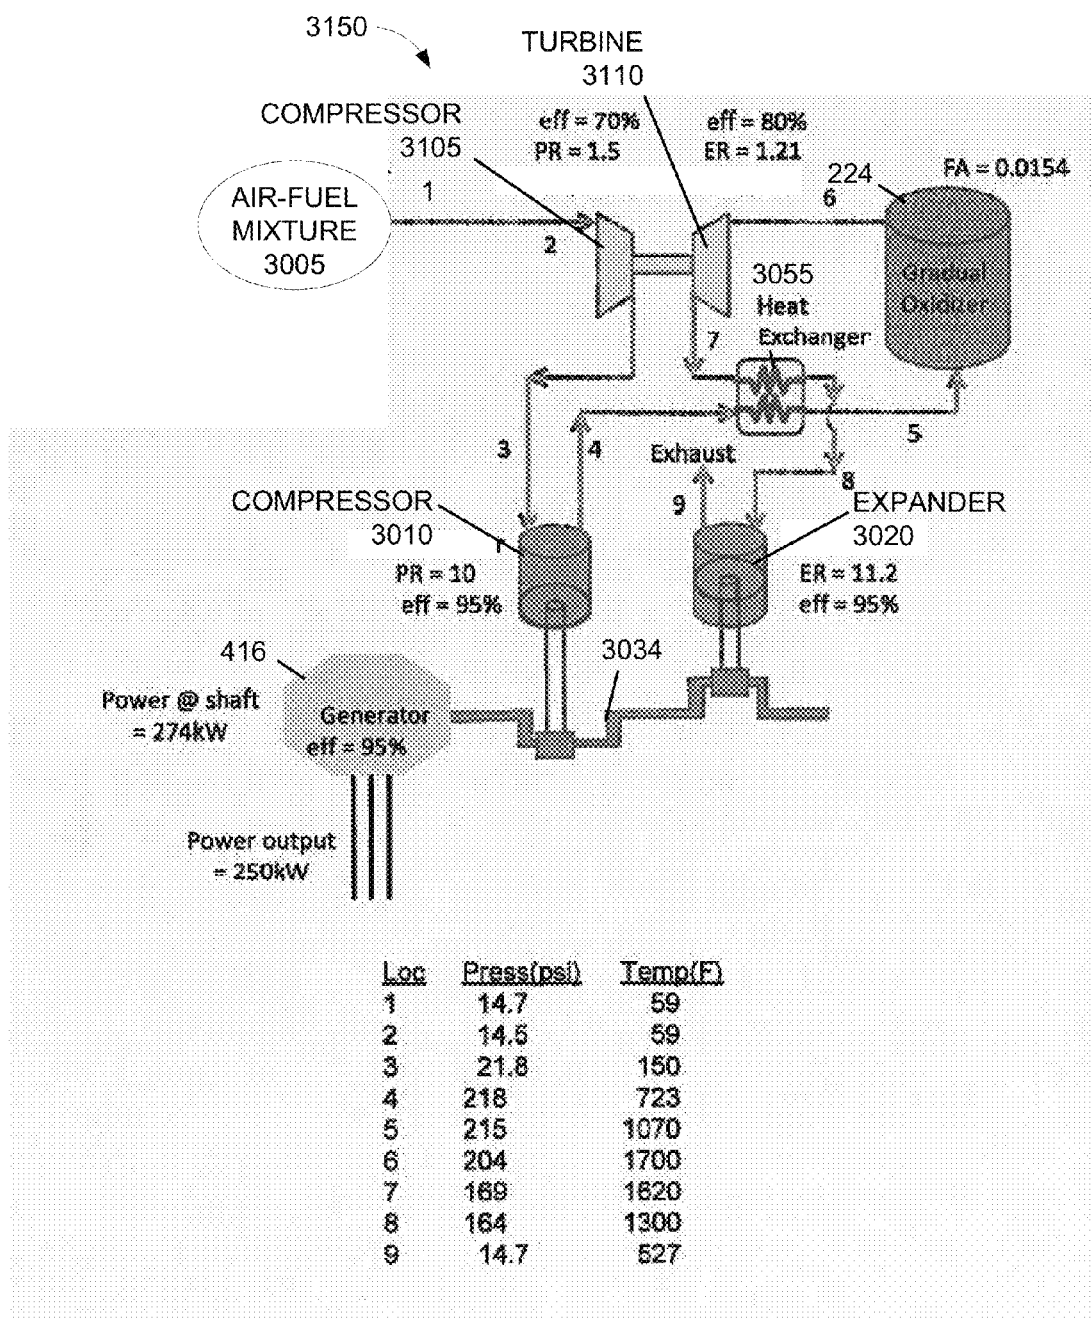 3150
TURBINE
3110
COMPRESSOR
3105
eff = 70%
PR = 1.5
eff = 80%
ER = 1.21
FA = 0.0154
224
6
1
AIR-FUEL
MIXTURE
3005
2
Gradual
Oxidizer
3055
Heat
Exchanger
7
3
4
5
Exhaust
8
9
COMPRESSOR
3010
PR = 10
eff = 95%
EXPANDER
3020
ER = 11.2
eff = 95%
416
3034
Power @ shaft
= 274kW
Generator
eff = 95%
Power output
= 250kW
Loc Press(psi) Temp(F)
1 14.7 59
2 14.5 59
3 21.8 150
4 218 723
5 215 1070
6 204 1700
7 169 1620
8 164 1300
9 14.7 527